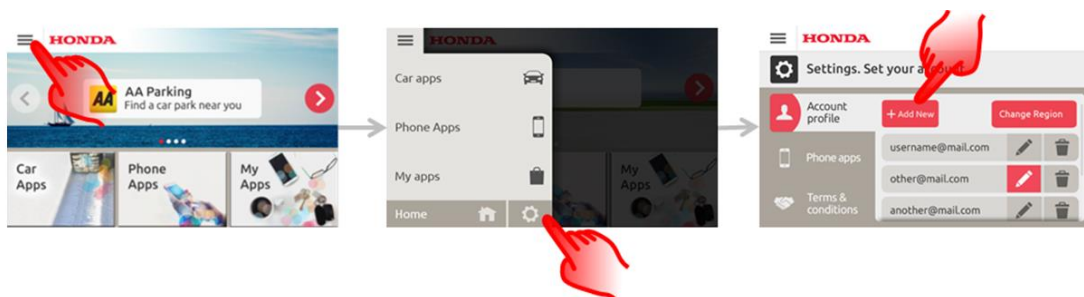 HONDA
AA
AA Parking
Find a car park near you
Car
Apps
Phone
Apps
My
Apps
HONDA
Car apps
Phone Apps
My apps
Home
My
Apps
HONDA
Settings. Set your account
Account
profile
+ Add New
Change Region
Phone apps
username@mail.com
other@mail.com
Terms &
conditions
another@mail.com